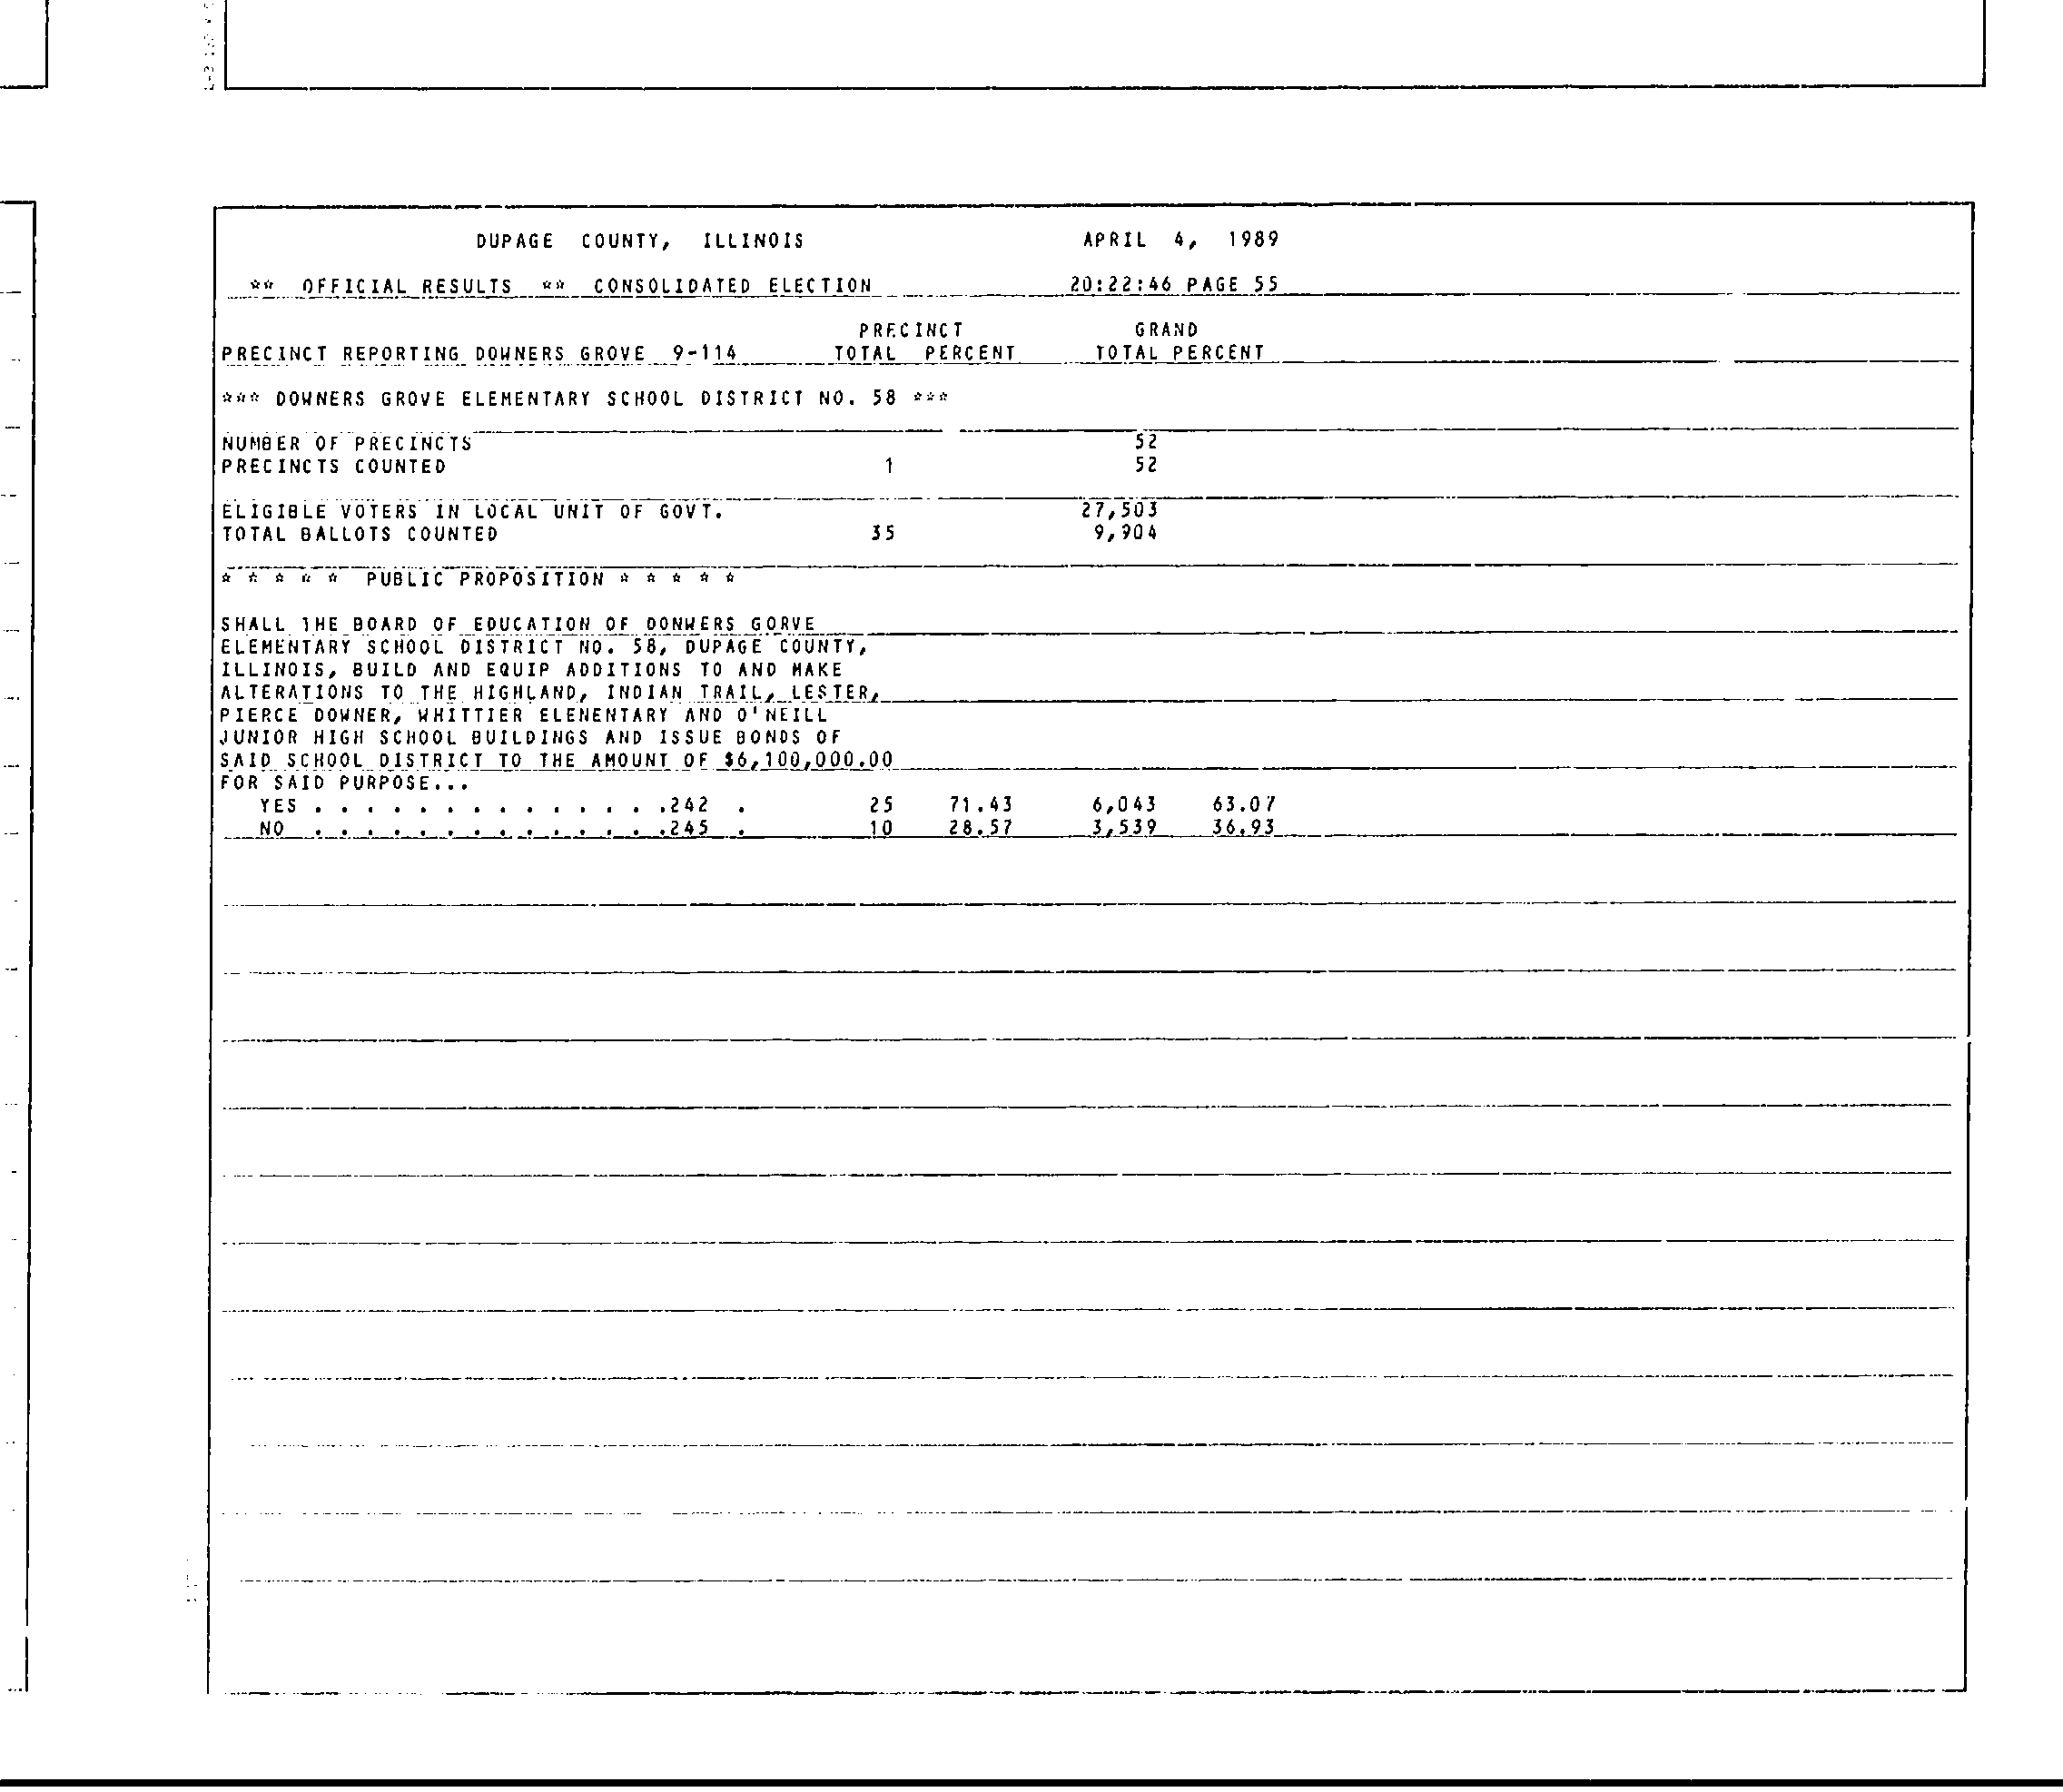 DUPAGE COUNTY, ILLINOIS APRIL 4, 1989
** OFFICIAL RESULTS ** CONSOLIDATED ELECTION 20:22:46 PAGE 55
PRECINCT GRAND
PRECINCT REPORTING DOWNERS GROVE 9-114 TOTAL PERCENT TOTAL PERCENT
*** DOWNERS GROVE ELEMENTARY SCHOOL DISTRICT NO. 58 ***
NUMBER OF PRECINCTS 52
PRECINCTS COUNTED 1 52
ELIGIBLE VOTERS IN LOCAL UNIT OF GOVT. 27,503
TOTAL BALLOTS COUNTED 35 9,904
* * * * * PUBLIC PROPOSITION * * * * *
SHALL THE BOARD OF EDUCATION OF DONWERS GORVE
ELEMENTARY SCHOOL DISTRICT NO. 58, DUPAGE COUNTY,
ILLINOIS, BUILD AND EQUIP ADDITIONS TO AND MAKE
ALTERATIONS TO THE HIGHLAND, INDIAN TRAIL, LESTER,
PIERCE DOWNER, WHITTIER ELENENTARY AND O'NEILL
JUNIOR HIGH SCHOOL BUILDINGS AND ISSUE BONDS OF
SAID SCHOOL DISTRICT TO THE AMOUNT OF $6,100,000.00
FOR SAID PURPOSE...
YES . . . . . . . . . . . . . .242 . 25 71.43 6,043 63.07
NO . . . . . . . . . . . . . .245 . 10 28.57 3,539 36.93